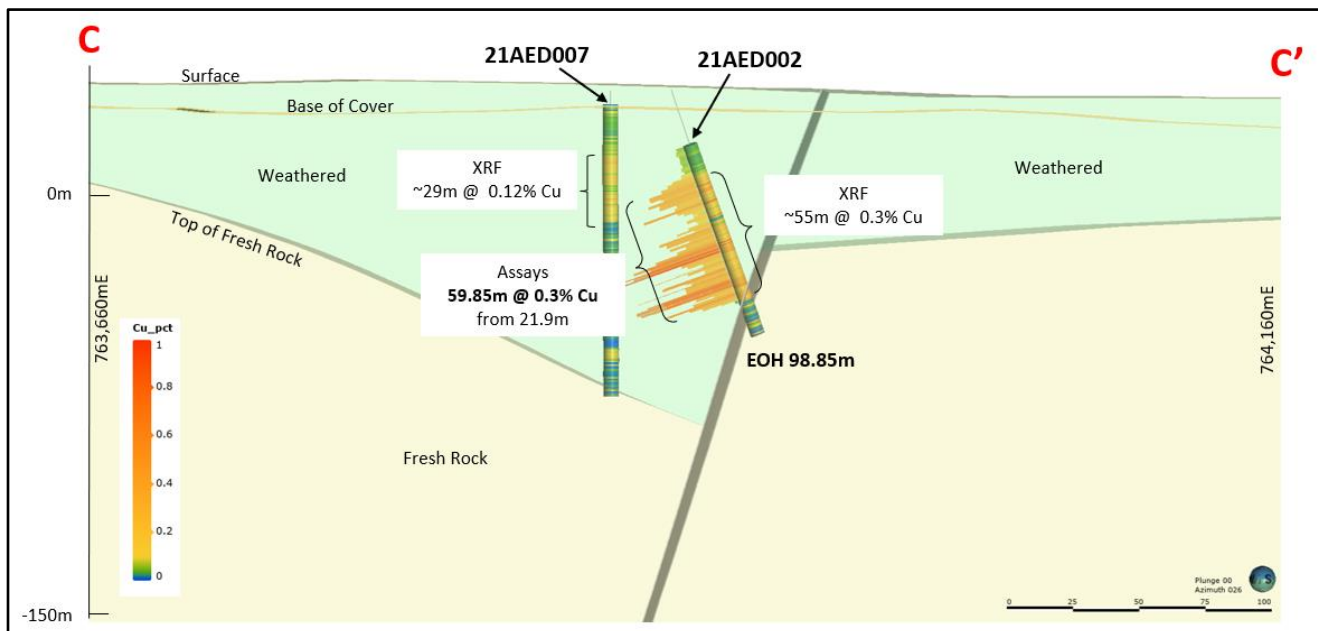 C
21AED007
21AED002
C’
Surface
Base of Cover
Weathered
XRF
~29m @ 0.12% Cu
XRF
~55m @ 0.3% Cu
Weathered
0m
Top of Fresh Rock
Assays
59.85m @ 0.3% Cu
from 21.9m
763,660mE
764,160mE
Cu_pct
1
0.8
0.6
0.4
0.2
0
EOH 98.85m
Fresh Rock
Plunge 00
Azimuth 026
S
0
25
50
75
100
-150m